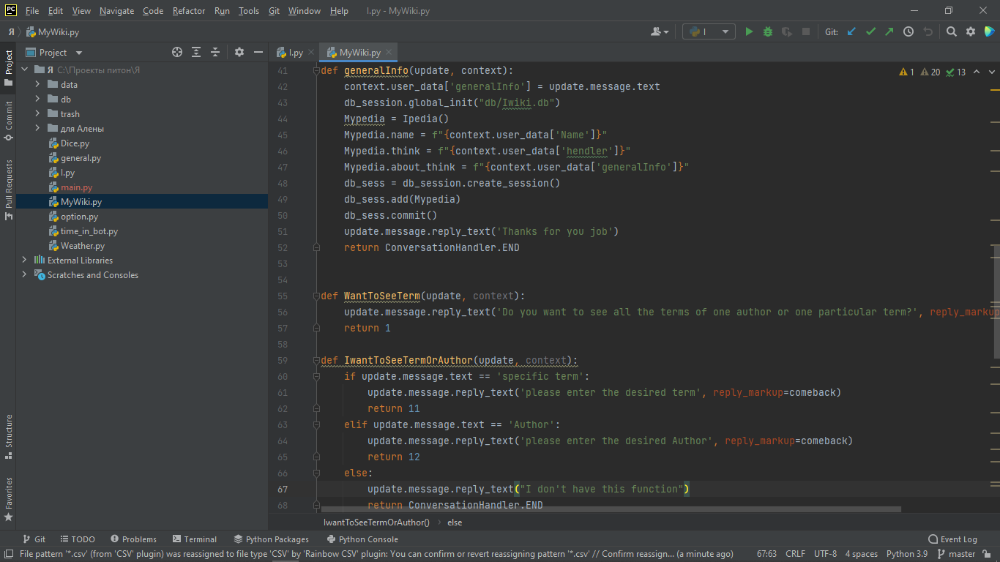 PC File Edit View Navigate Code Refactor Run Tools Git Window Help I.py - MyWiki.py
Я MyWiki.py I Git:
Project
I.py MyWiki.py
Project
Commit
Pull Requests
Structure
Favorites
Я C:\Проекты питон\Я
data
db
trash
для Алены
Dice.py
general.py
I.py
main.py
MyWiki.py
option.py
time_in_bot.py
Weather.py
External Libraries
Scratches and Consoles
1 20 13
41 def generalInfo(update, context):
42 context.user_data['generalInfo'] = update.message.text
43 db_session.global_init("db/Iwiki.db")
44 Mypedia = Ipedia()
45 Mypedia.name = f"{context.user_data['Name']}"
46 Mypedia.think = f"{context.user_data['hendler']}"
47 Mypedia.about_think = f"{context.user_data['generalInfo']}"
48 db_sess = db_session.create_session()
49 db_sess.add(Mypedia)
50 db_sess.commit()
51 update.message.reply_text('Thanks for you job')
52 return ConversationHandler.END
53
54
55 def WantToSeeTerm(update, context):
56 update.message.reply_text('Do you want to see all the terms of one author or one particular term?', reply_markup
57 return 1
58
59 def IwantToSeeTermOrAuthor(update, context):
60 if update.message.text == 'specific term':
61 update.message.reply_text('please enter the desired term', reply_markup=comeback)
62 return 11
63 elif update.message.text == 'Author':
64 update.message.reply_text('please enter the desired Author', reply_markup=comeback)
65 return 12
66 else:
67 update.message.reply_text("I don't have this function")
68 return ConversationHandler.END
IwantToSeeTermOrAuthor() › else
Git TODO Problems Terminal Python Packages Python Console Event Log
File pattern '*.csv' (from 'CSV' plugin) was reassigned to file type 'CSV' by 'Rainbow CSV' plugin: You can confirm or revert reassigning pattern '*.csv' // Confirm reassign... (a minute ago) 67:63 CRLF UTF-8 4 spaces Python 3.9 master